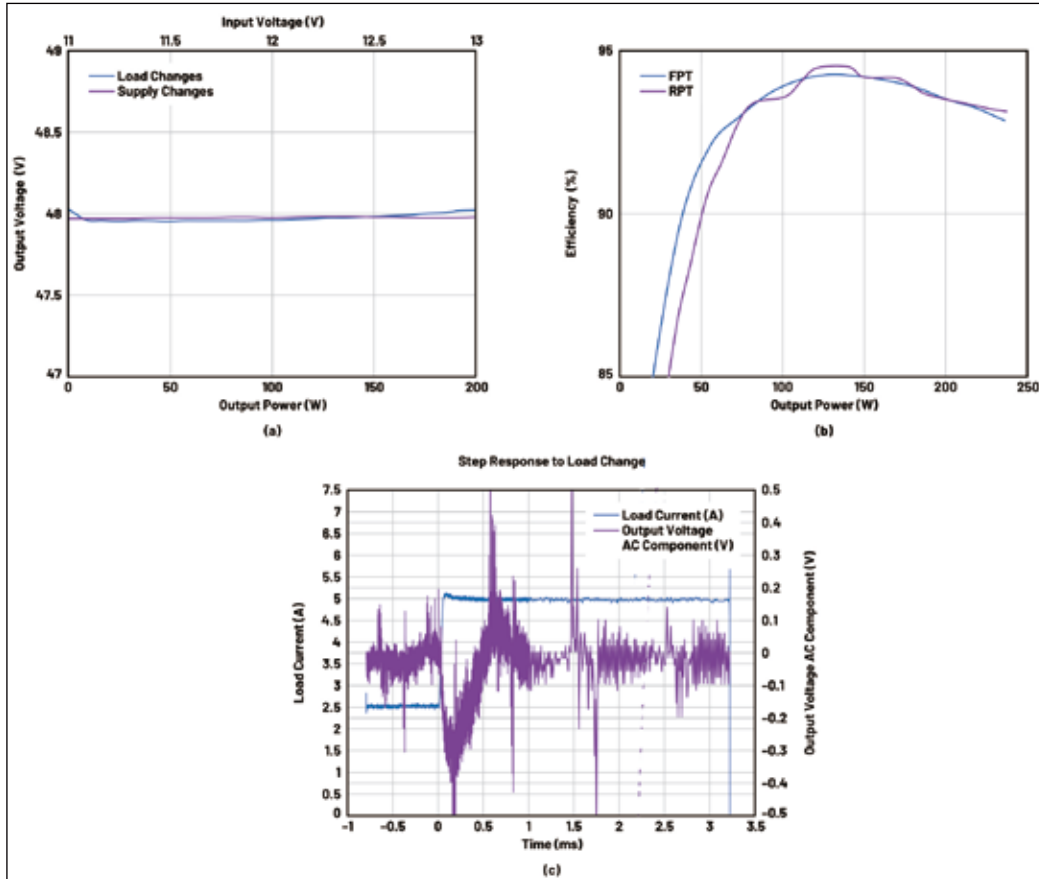 Input Voltage (V)
11 11.5 12 12.5 13
49
48.5
48
47.5
47
Output Voltage (V)
Load Changes
Supply Changes
0 50 100 150 200
Output Power (W)
(a)
95
90
85
Efficiency (%)
FPT
RPT
0 50 100 150 200 250
Output Power (W)
(b)
Step Response to Load Change
7.5
7
6.5
6
5.5
5
4.5
4
3.5
3
2.5
2
1.5
1
0.5
0
Load Current (A)
Load Current (A)
Output Voltage
AC Component (V)
0.5
0.4
0.3
0.2
0.1
0
-0.1
-0.2
-0.3
-0.4
-0.5
Output Voltage AC Component (V)
-1 -0.5 0 0.5 1 1.5 2 2.5 3 3.5
Time (ms)
(c)